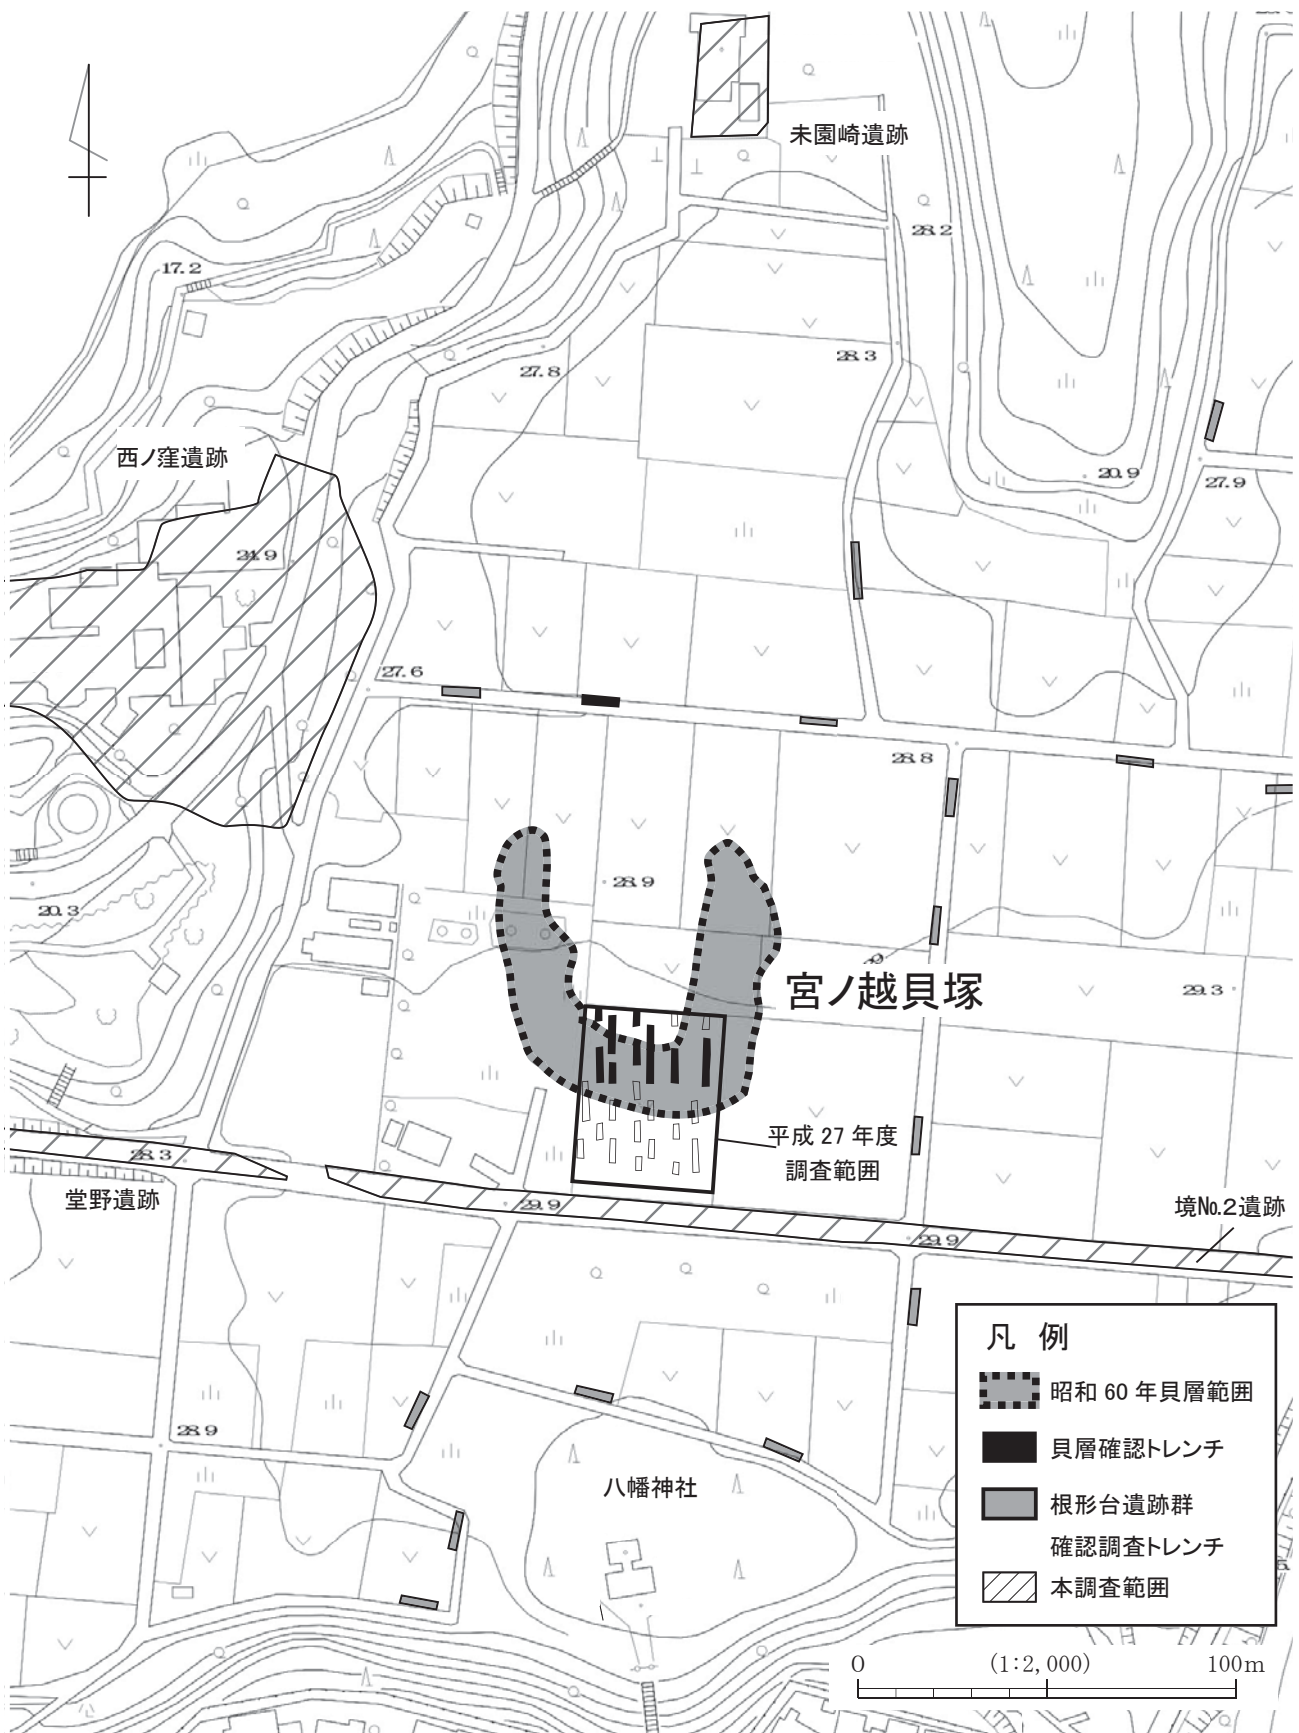 未園崎遺跡
28.2
17.2
28.3
27.8
西ノ窪遺跡
20.9
27.9
24.9
27.6
28.8
28.9
20.3
宮ノ越貝塚
29.3
平成 27 年度
調査範囲
28.3
堂野遺跡
29.9
境No.2遺跡
29.9
凡 例
昭和 60 年貝層範囲
貝層確認トレンチ
28.9
八幡神社
根形台遺跡群
確認調査トレンチ
本調査範囲
0 (1:2,000) 100m